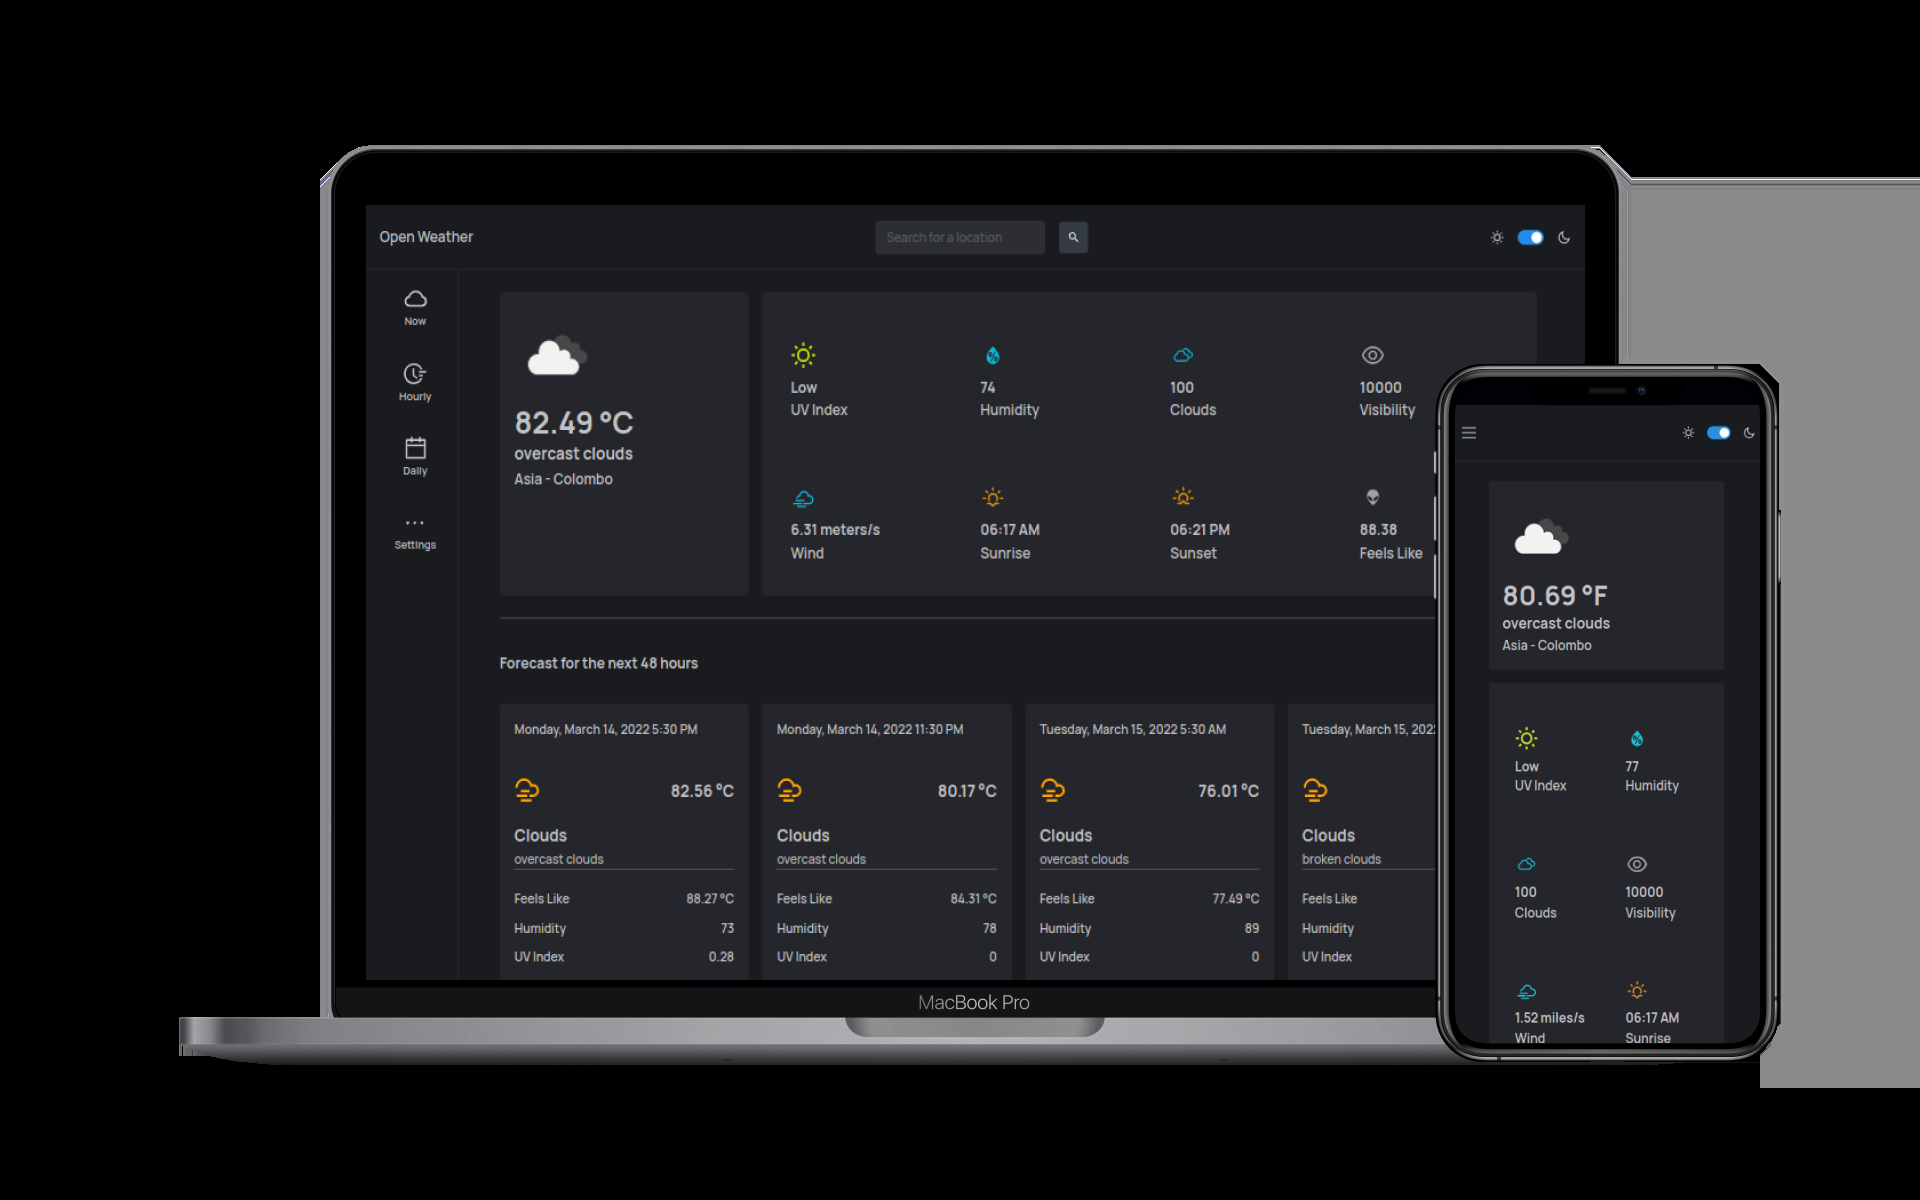 Open Weather
Search for a location
Now
Hourly
Daily
Settings
82.49 °C
overcast clouds
Asia - Colombo
Low
UV Index
74
Humidity
100
Clouds
10000
Visibility
6.31 meters/s
Wind
06:17 AM
Sunrise
06:21 PM
Sunset
88.38
Feels Like
Forecast for the next 48 hours
Monday, March 14, 2022 5:30 PM
82.56 °C
Clouds
overcast clouds
Feels Like 88.27 °C
Humidity 73
UV Index 0.28
Monday, March 14, 2022 11:30 PM
80.17 °C
Clouds
overcast clouds
Feels Like 84.31 °C
Humidity 78
UV Index 0
Tuesday, March 15, 2022 5:30 AM
76.01 °C
Clouds
overcast clouds
Feels Like 77.49 °C
Humidity 89
UV Index 0
Tuesday, March 15, 202
Clouds
broken clouds
Feels Like
Humidity
UV Index
MacBook Pro
80.69 °F
overcast clouds
Asia - Colombo
Low
UV Index
77
Humidity
100
Clouds
10000
Visibility
1.52 miles/s
Wind
06:17 AM
Sunrise